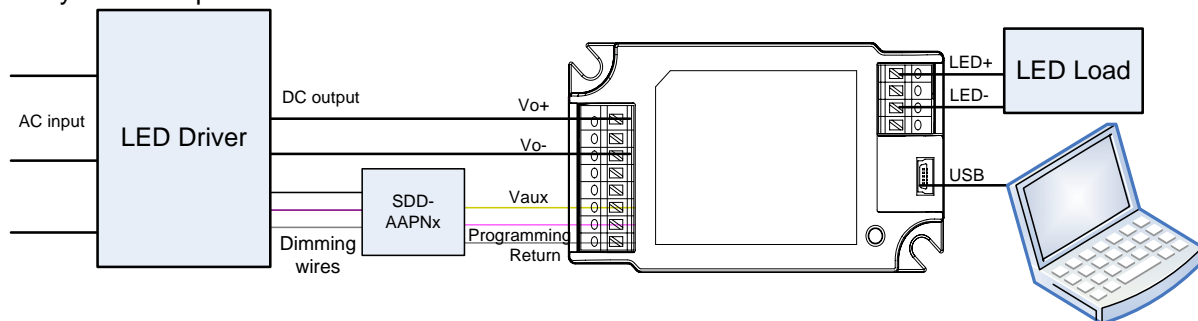 AC input
LED Driver
DC output
Vo+
Vo-
SDD-
AAPNx
Dimming
wires
Vaux
Programming
Return
LED+
LED-
LED Load
USB